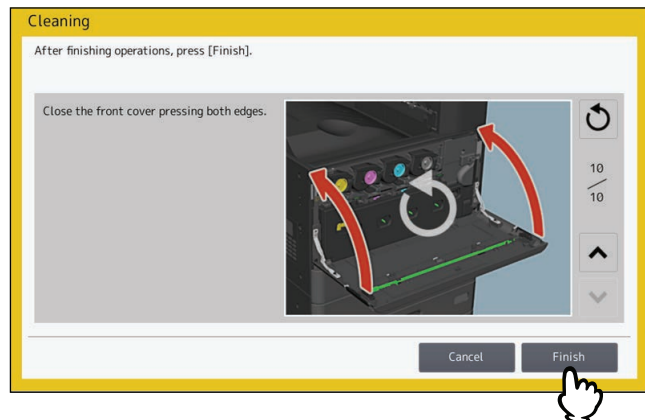 Cleaning
After finishing operations, press [Finish].
Close the front cover pressing both edges.
10
10
Cancel
Finish